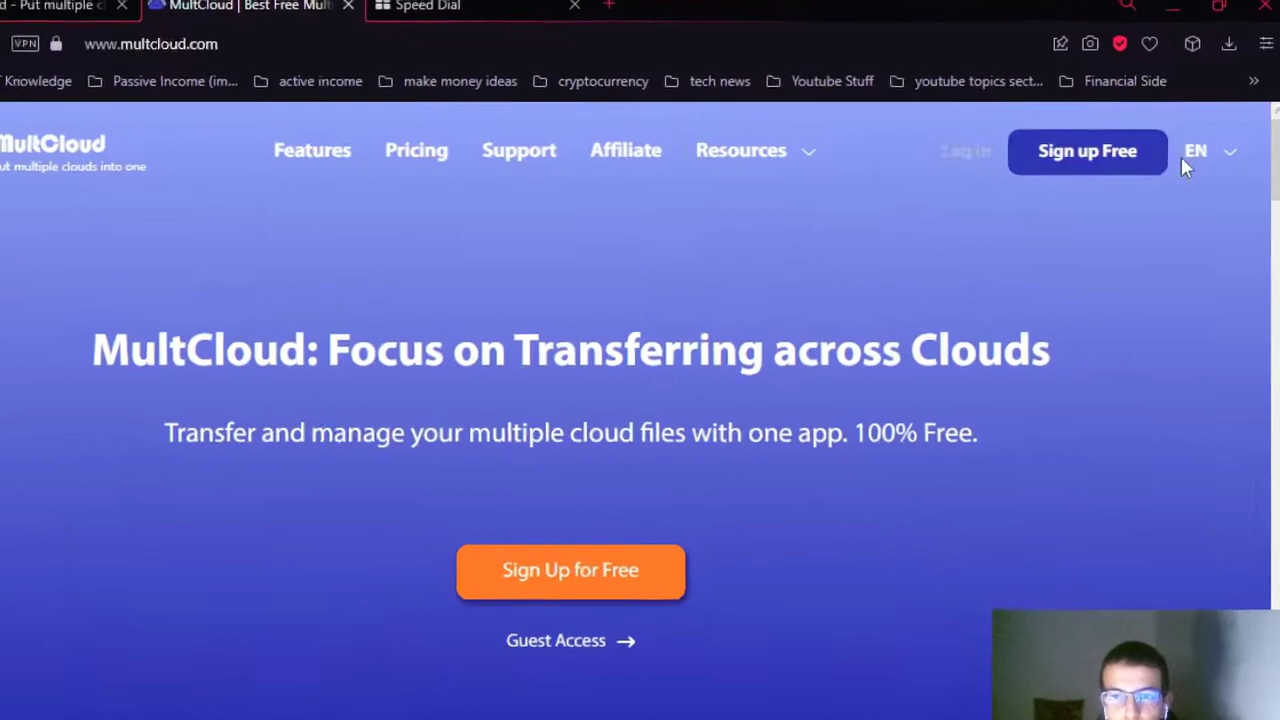 d - Put multiple c
MultCloud | Best Free Mult
Speed Dial
VPN
www.multcloud.com
Knowledge
Passive Income (im...
active income
make money ideas
cryptocurrency
tech news
Youtube Stuff
youtube topics sect...
Financial Side
MultCloud
ut multiple clouds into one
Features
Pricing
Support
Affiliate
Resources
Log in
Sign up Free
EN
MultCloud: Focus on Transferring across Clouds
Transfer and manage your multiple cloud files with one app. 100% Free.
Sign Up for Free
Guest Access →